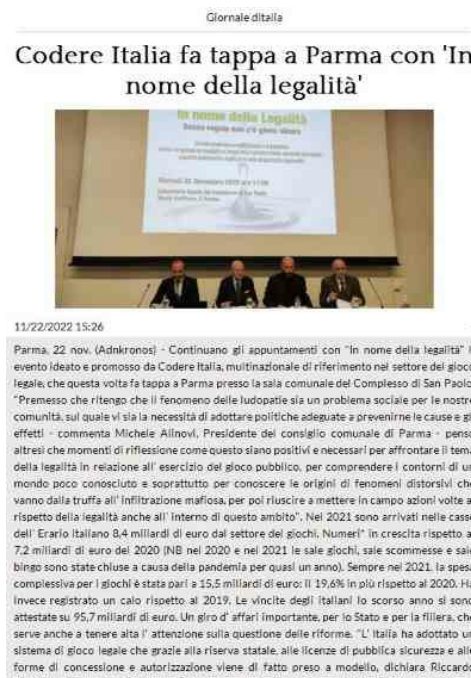 Giornale ditalia
Codere Italia fa tappa a Parma con 'In
nome della legalità'
In nome della Legalità
Senza regole non c'è gioco sicuro
11/22/2022 15:26
Parma, 22 nov. (Adnkronos) - Continuano gli appuntamenti con "In nome della legalità"
evento ideato e promosso da Codere Italia, multinazionale di riferimento nel settore del gioco
legale, che questa volta fa tappa a Parma presso la sala comunale del Complesso di San Paolo
"Premesso che ritengo che il fenomeno delle ludopatie sia un problema sociale per le nostre
comunità, sul quale vi sia la necessità di adottare politiche adeguate a prevenirne le cause e gli
effetti - commenta Michele Alinovi, Presidente del consiglio comunale di Parma - penso
altresì che momenti di riflessione come questo siano positivi e necessari per affrontare il tema
della legalità in relazione all' esercizio del gioco pubblico, per comprendere i contorni di un
mondo poco conosciuto e soprattutto per conoscere le origini di fenomeni distorsivi che
vanno dalla truffa all' infiltrazione mafiosa, per poi riuscire a mettere in campo azioni volte al
rispetto della legalità anche all' interno di questo ambito". Nel 2021 sono arrivati nelle casse
dell' Erario italiano 8,4 miliardi di euro dal settore dei giochi. Numeri" in crescita rispetto ai
7,2 miliardi di euro del 2020 (NB nel 2020 e nel 2021 le sale giochi, sale scommesse e sale
bingo sono state chiuse a causa della pandemia per quasi un anno). Sempre nel 2021, la spesa
complessiva per i giochi è stata pari a 15,5 miliardi di euro: il 19,6% in più rispetto al 2020. Ha
invece registrato un calo rispetto al 2019. Le vincite degli italiani lo scorso anno si sono
attestate su 95,7 miliardi di euro. Un giro d' affari importante, per lo Stato e per la filiera, che
serve anche a tenere alta l' attenzione sulla questione delle riforme. "L' Italia ha adottato un
sistema di gioco legale che grazie alla riserva statale, alle licenze di pubblica sicurezza e alle
forme di concessione e autorizzazione viene di fatto preso a modello, dichiara Riccardo